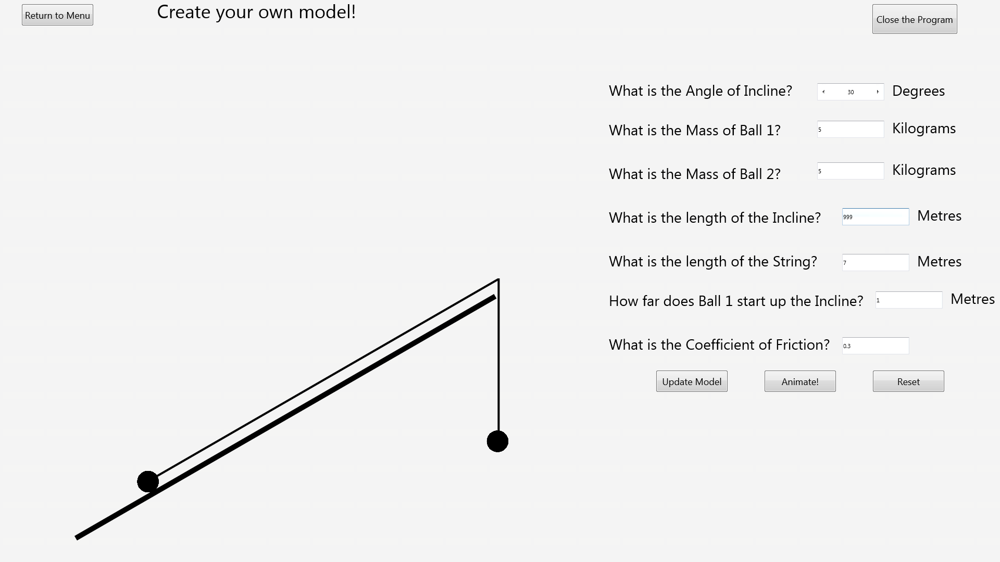 Return to Menu
Create your own model!
Close the Program
What is the Angle of Incline? 30 Degrees
What is the Mass of Ball 1? 5 Kilograms
What is the Mass of Ball 2? 5 Kilograms
What is the length of the Incline? 999 Metres
What is the length of the String? 7 Metres
How far does Ball 1 start up the Incline? 1 Metres
What is the Coefficient of Friction? 0.3
Update Model
Animate!
Reset